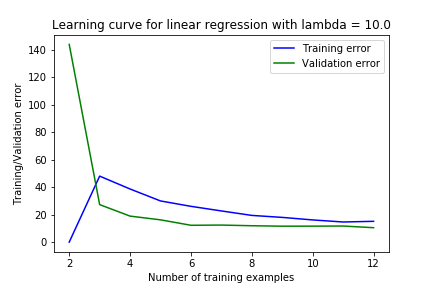 Learning curve for linear regression with lambda = 10.0
Training error
Validation error
Training/Validation error
140
120
100
80
60
40
20
0
2
4
6
8
10
12
Number of training examples